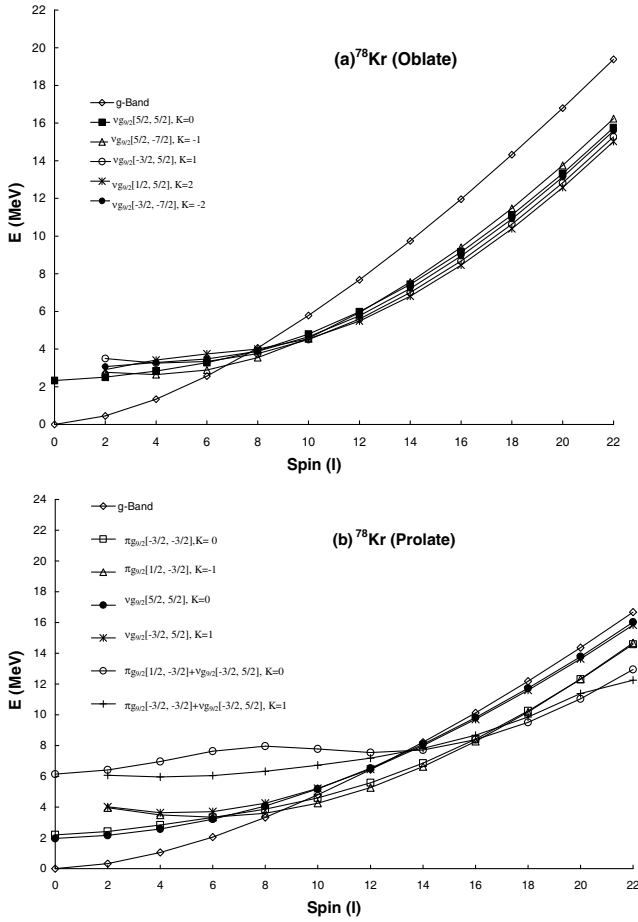 22
20
18
16
14
12
10
8
6
4
2
0
E (MeV)
(a)⁷⁸Kr (Oblate)
g-Band
νg9/2[5/2, 5/2], K=0
νg9/2[5/2, -7/2], K= -1
νg9/2[-3/2, 5/2], K=1
νg9/2[1/2, 5/2], K=2
νg9/2[-3/2, -7/2], K= -2
0 2 4 6 8 10 12 14 16 18 20 22
Spin (I)
24
22
20
18
16
14
12
10
8
6
4
2
0
E (MeV)
(b) ⁷⁸Kr (Prolate)
g-Band
πg9/2[-3/2, -3/2],K= 0
πg9/2[1/2, -3/2], K=-1
νg9/2[5/2, 5/2], K=0
νg9/2[-3/2, 5/2], K=1
πg9/2[1/2, -3/2]+νg9/2[-3/2, 5/2], K=0
πg9/2[-3/2, -3/2]+νg9/2[-3/2, 5/2], K=1
0 2 4 6 8 10 12 14 16 18 20 22
Spin (I)